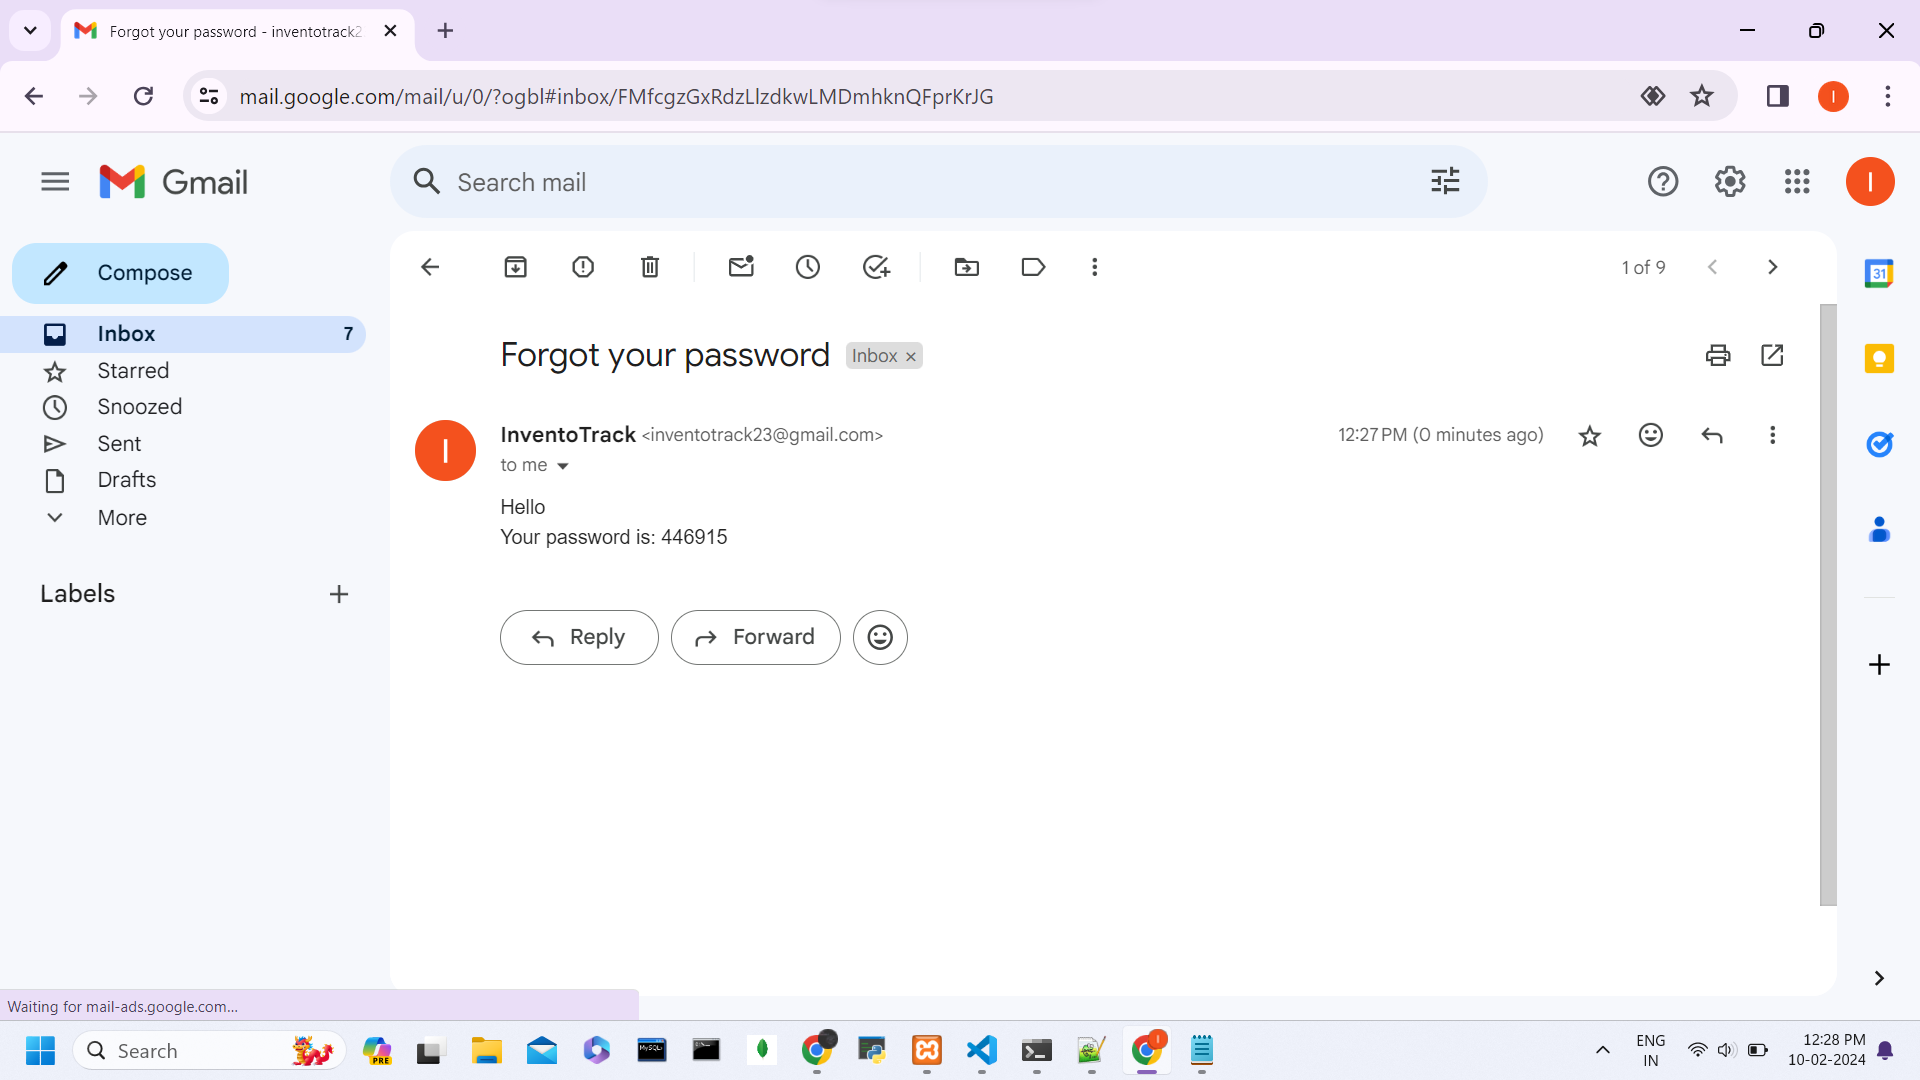 Forgot your password - inventotrack2
mail.google.com/mail/u/0/?ogbl#inbox/FMfcgzGxRdzLlzdkwLMDmhknQFprKrJG
Gmail
Search mail
Compose
Inbox 7
Starred
Snoozed
Sent
Drafts
More
Labels
1 of 9
31
Forgot your password Inbox ×
InventoTrack <inventotrack23@gmail.com> 12:27 PM (0 minutes ago)
to me
Hello
Your password is: 446915
Reply Forward
I
I
I
Waiting for mail-ads.google.com...
Search
PRE
MySQL
ENG
IN
12:28 PM
10-02-2024